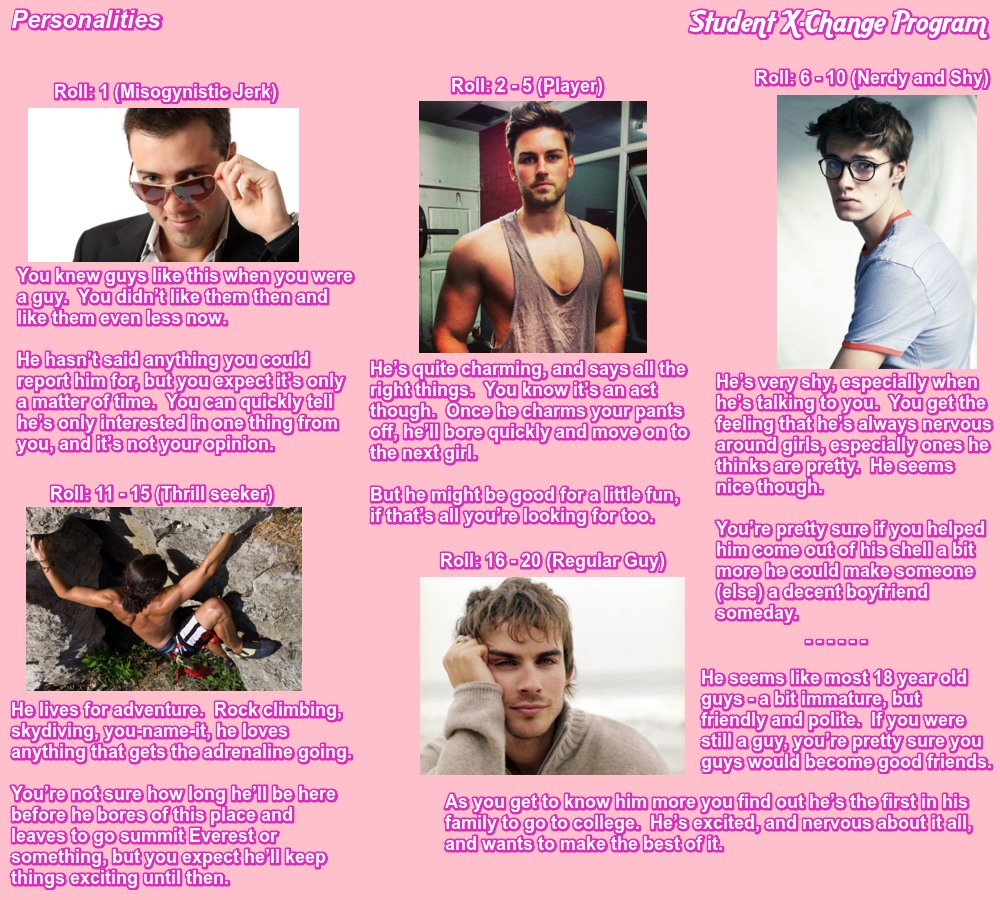 Personalities
Student X-Change Program
Roll: 1 (Misogynistic Jerk)
You knew guys like this when you were
a guy.  You didn't like them then and
like them even less now.
He hasn't said anything you could
report him for, but you expect it's only
a matter of time.  You can quickly tell
he's only interested in one thing from
you, and it's not your opinion.
Roll: 2 - 5 (Player)
He's quite charming, and says all the
right things.  You know it's an act
though.  Once he charms your pants
off, he'll bore quickly and move on to
the next girl.
But he might be good for a little fun,
if that's all you're looking for too.
Roll: 6 - 10 (Nerdy and Shy)
He's very shy, especially when
he's talking to you.  You get the
feeling that he's always nervous
around girls, especially ones he
thinks are pretty.  He seems
nice though.
You're pretty sure if you helped
him come out of his shell a bit
more he could make someone
(else) a decent boyfriend
someday.
- - - - - -
Roll: 11 - 15 (Thrill seeker)
He lives for adventure.  Rock climbing,
skydiving, you-name-it, he loves
anything that gets the adrenaline going.
You're not sure how long he'll be here
before he bores of this place and
leaves to go summit Everest or
something, but you expect he'll keep
things exciting until then.
Roll: 16 - 20 (Regular Guy)
He seems like most 18 year old
guys - a bit immature, but
friendly and polite.  If you were
still a guy, you're pretty sure you
guys would become good friends.
As you get to know him more you find out he's the first in his
family to go to college.  He's excited, and nervous about it all,
and wants to make the best of it.